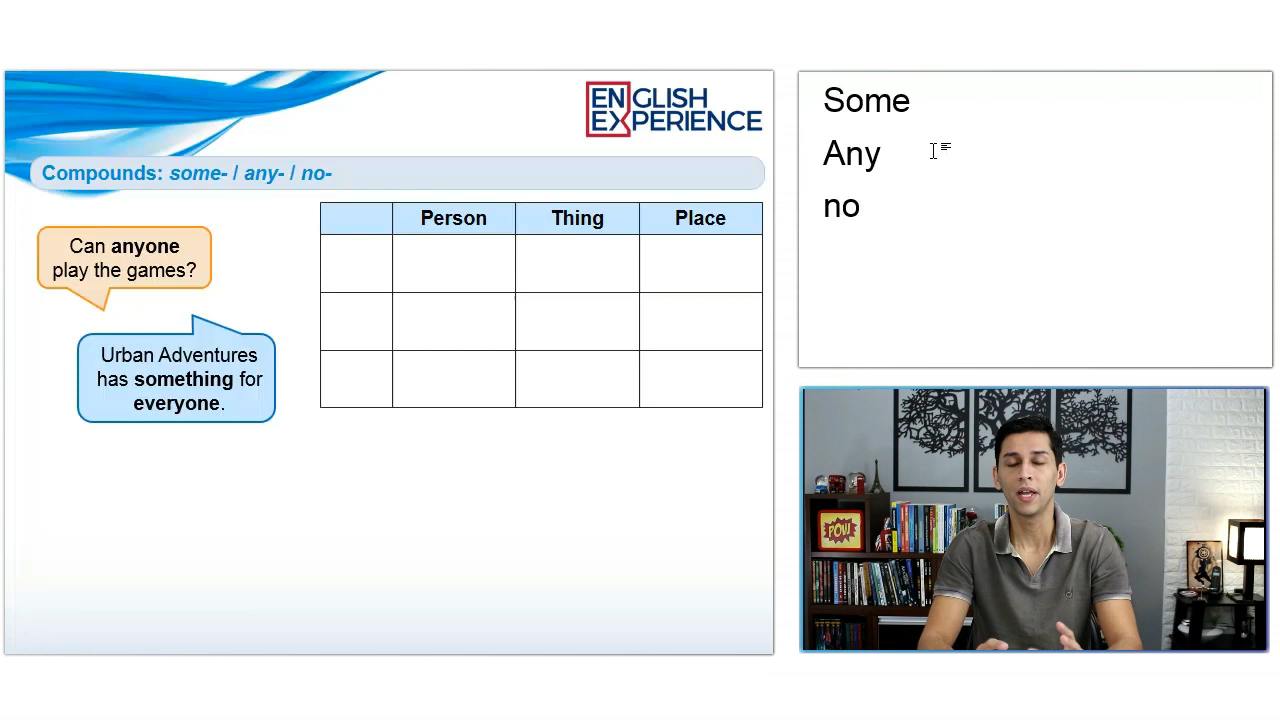 ENGLISH
EXPERIENCE
Compounds: some- / any- / no-
Can anyone
play the games?
Urban Adventures
has something for
everyone.
Person Thing Place
Some
Any
no
POW